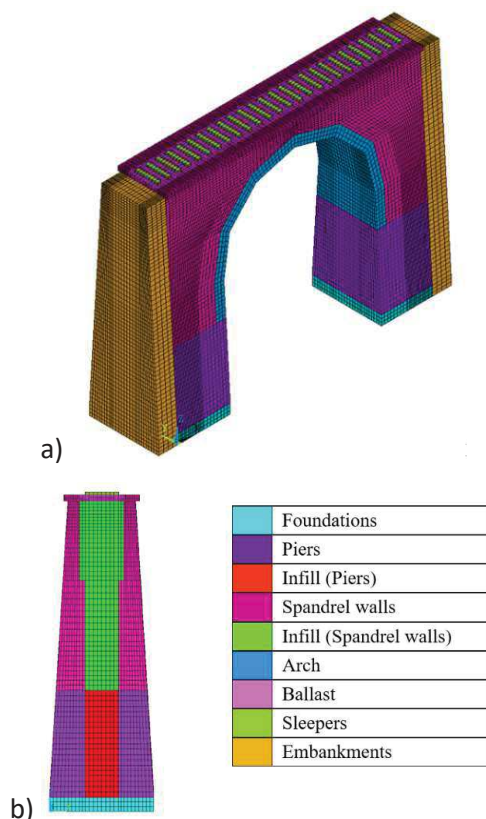 a)
b)
Foundations
Piers
Infill (Piers)
Spandrel walls
Infill (Spandrel walls)
Arch
Ballast
Sleepers
Embankments